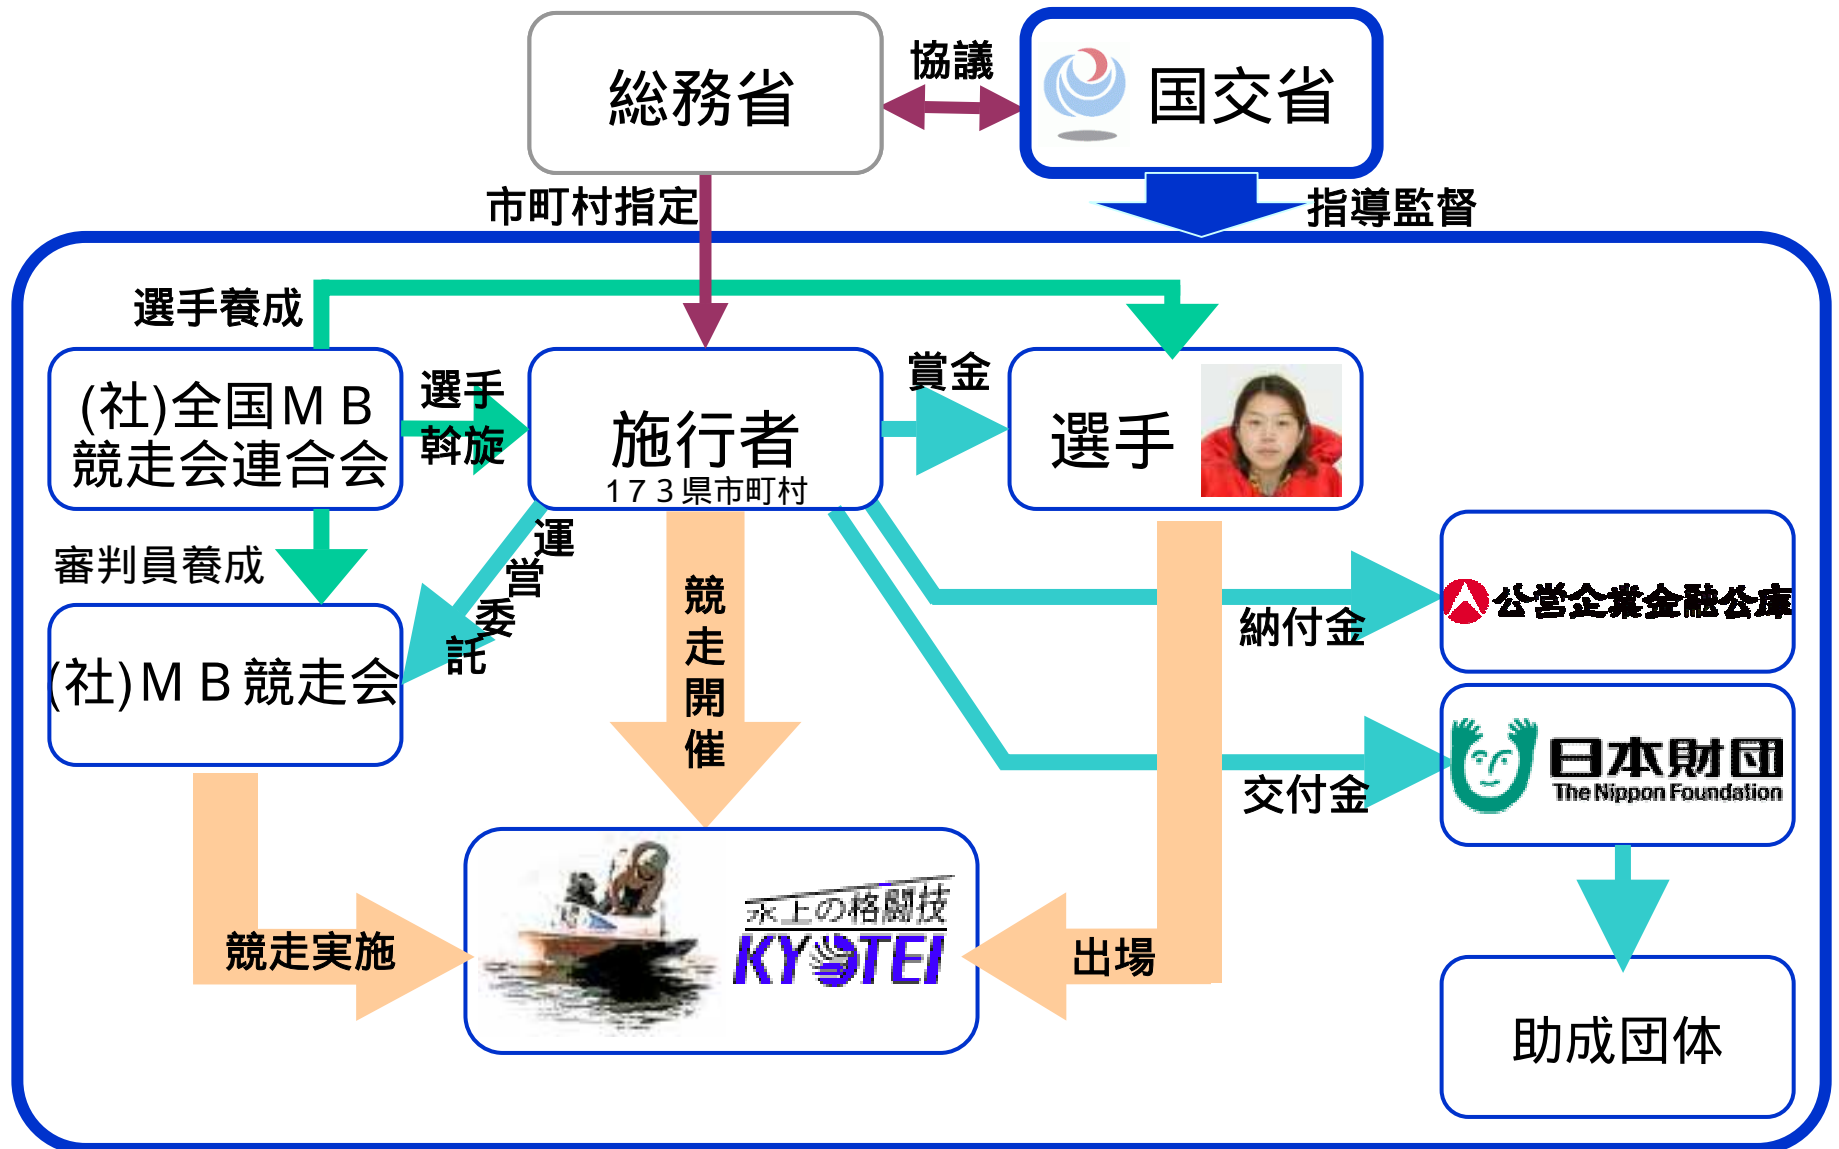 総務省
協議
国交省
市町村指定
指導監督
選手養成
(社)全国ＭＢ
競走会連合会
選手
斡旋
施行者
１７３県市町村
賞金
選手
審判員養成
運営委託
(社)ＭＢ競走会
競走開催
納付金
公営企業金融公庫
交付金
日本財団
The Nippon Foundation
競走実施
水上の格闘技
KYOTEI
出場
助成団体